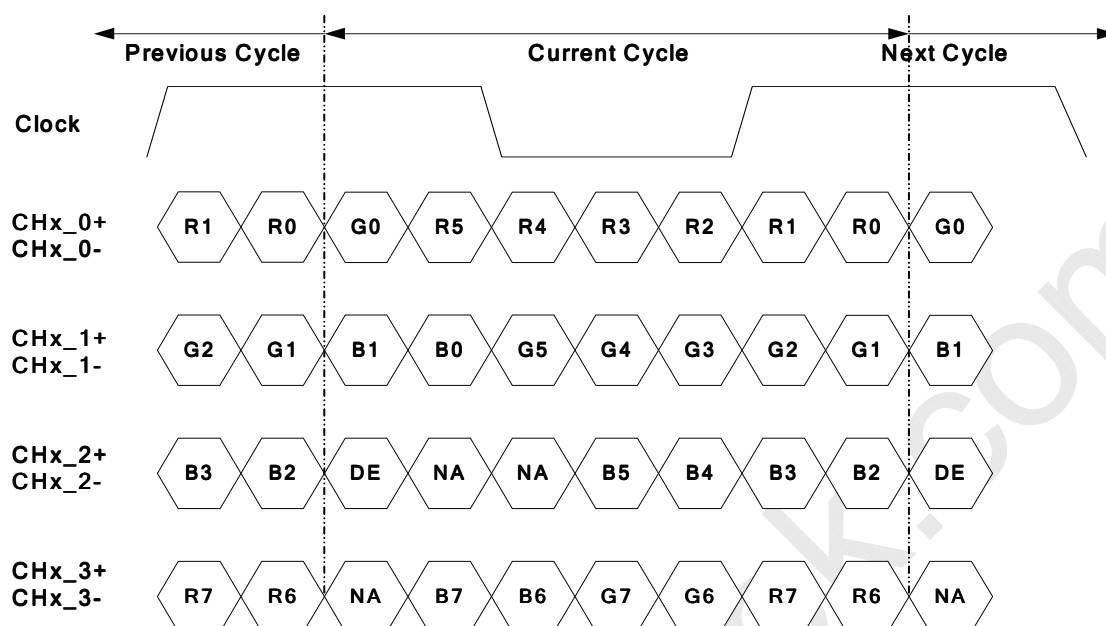 Previous Cycle Current Cycle Next Cycle
Clock
CHx_0+
CHx_0-
R1 R0 G0 R5 R4 R3 R2 R1 R0 G0
CHx_1+
CHx_1-
G2 G1 B1 B0 G5 G4 G3 G2 G1 B1
CHx_2+
CHx_2-
B3 B2 DE NA NA B5 B4 B3 B2 DE
CHx_3+
CHx_3-
R7 R6 NA B7 B6 G7 G6 R7 R6 NA
k.com